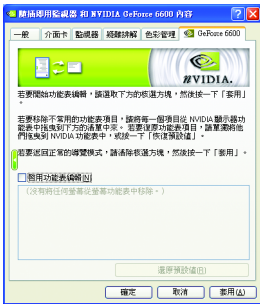 隨插即用監視器 和 NVIDIA GeForce 6600 內容
一般 介面卡 監視器 疑難排解 色彩管理 GeForce 6600
NVIDIA.
若要開始功能表編輯，請選取下方的核選方塊，然後按一下「套用」。
若要移除不常用的功能表項目，請將每一個項目從 NVIDIA 顯示器功
能表中拖曳到下方的清單中來。 若要復原功能表項目，請單獨將他
們拖曳到 NVIDIA 功能表中，或按一下「恢復預設值」。
若要返回正常的導覽模式，請清除核選方塊，然後按一下「套用」。
啟用功能表編輯(N)
(沒有將任何螢幕從螢幕功能表中移除。)
還原預設值(R)
確定 取消 套用(A)